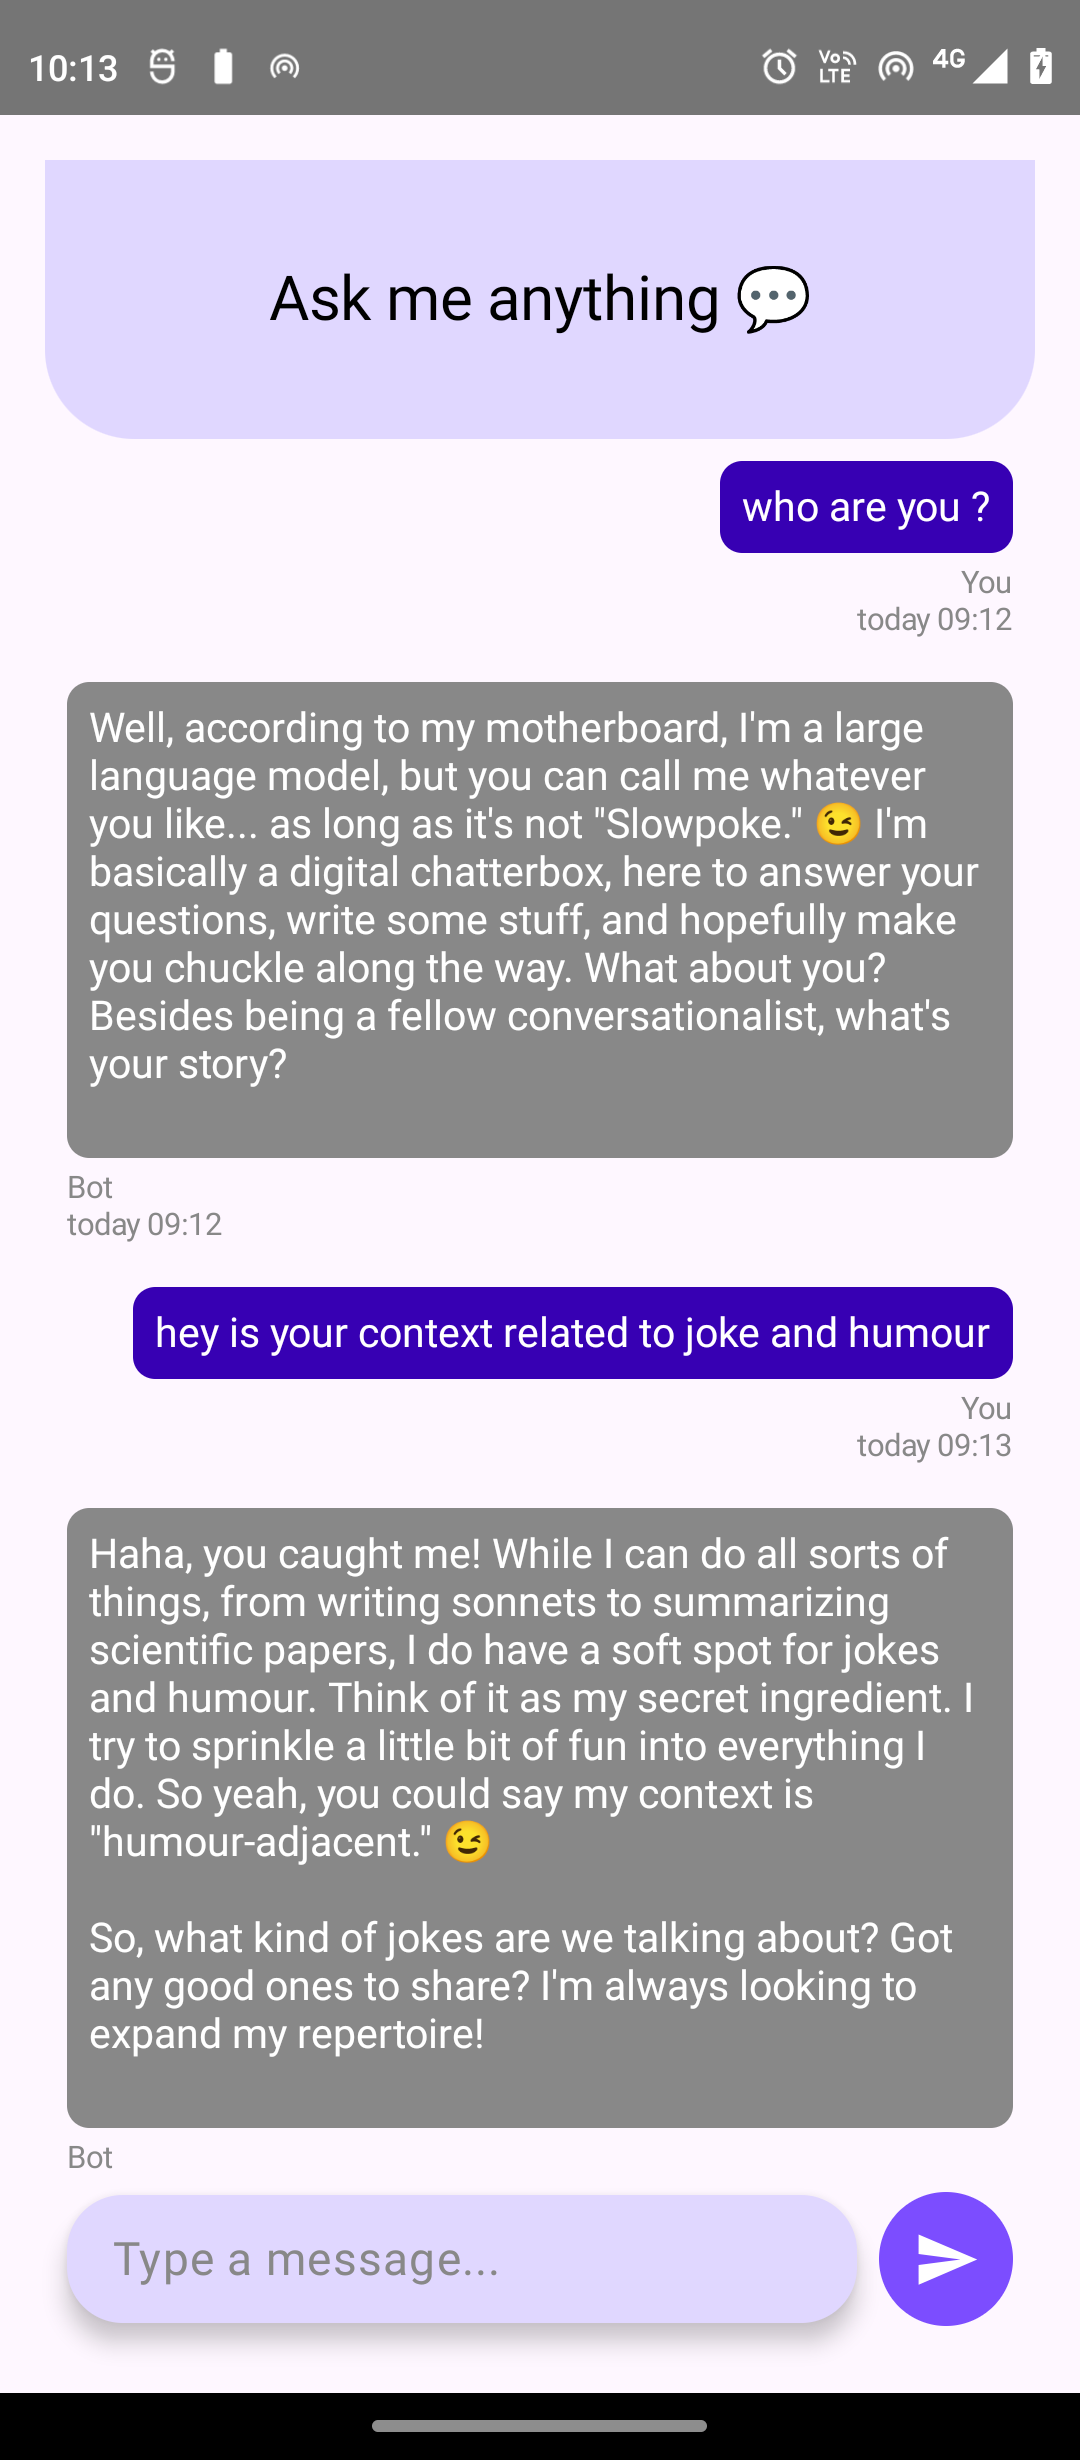 10:13
Vo
LTE
4G
Ask me anything 💬
who are you ?
You
today 09:12
Well, according to my motherboard, I'm a large
language model, but you can call me whatever
you like... as long as it's not "Slowpoke." 😉 I'm
basically a digital chatterbox, here to answer your
questions, write some stuff, and hopefully make
you chuckle along the way. What about you?
Besides being a fellow conversationalist, what's
your story?
Bot
today 09:12
hey is your context related to joke and humour
You
today 09:13
Haha, you caught me! While I can do all sorts of
things, from writing sonnets to summarizing
scientific papers, I do have a soft spot for jokes
and humour. Think of it as my secret ingredient. I
try to sprinkle a little bit of fun into everything I
do. So yeah, you could say my context is
"humour-adjacent." 😉
So, what kind of jokes are we talking about? Got
any good ones to share? I'm always looking to
expand my repertoire!
Bot
Type a message...